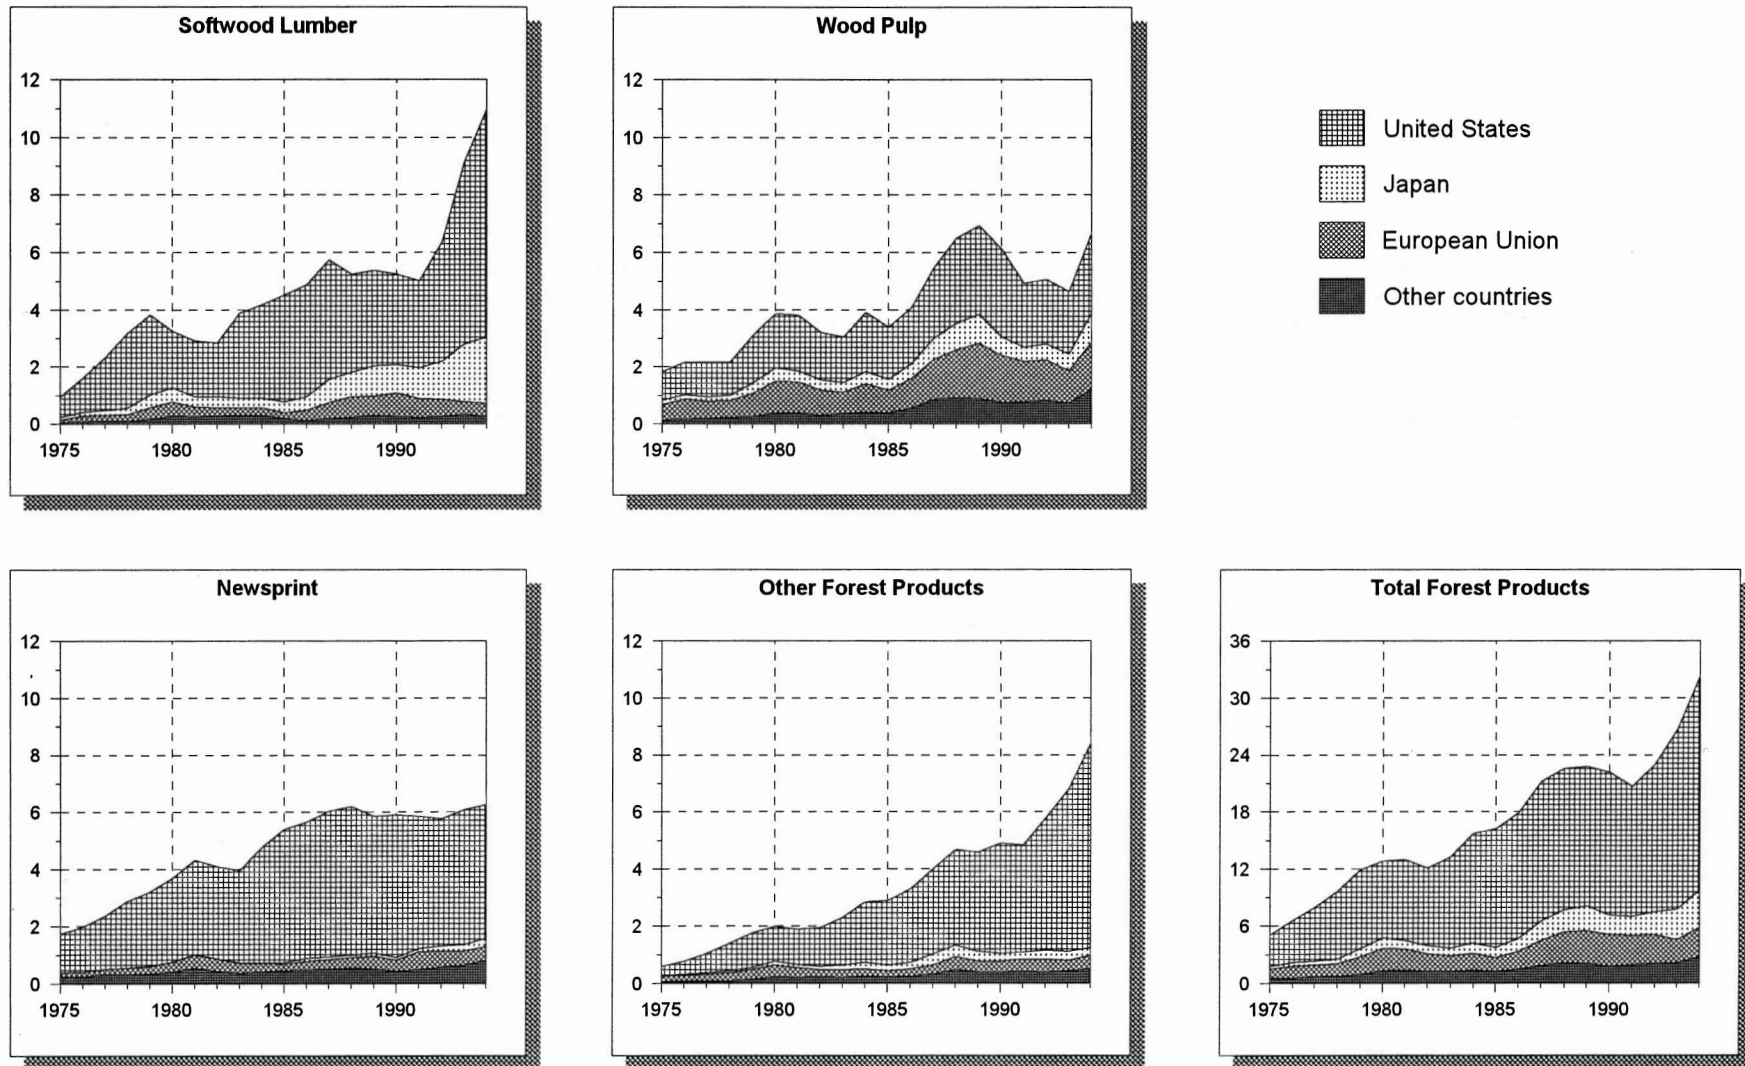 Softwood Lumber
12
10
8
6
4
2
0
1975 1980 1985 1990
Wood Pulp
12
10
8
6
4
2
0
1975 1980 1985 1990
United States
Japan
European Union
Other countries
Newsprint
12
10
8
6
4
2
0
1975 1980 1985 1990
Other Forest Products
12
10
8
6
4
2
0
1975 1980 1985 1990
Total Forest Products
36
30
24
18
12
6
0
1975 1980 1985 1990